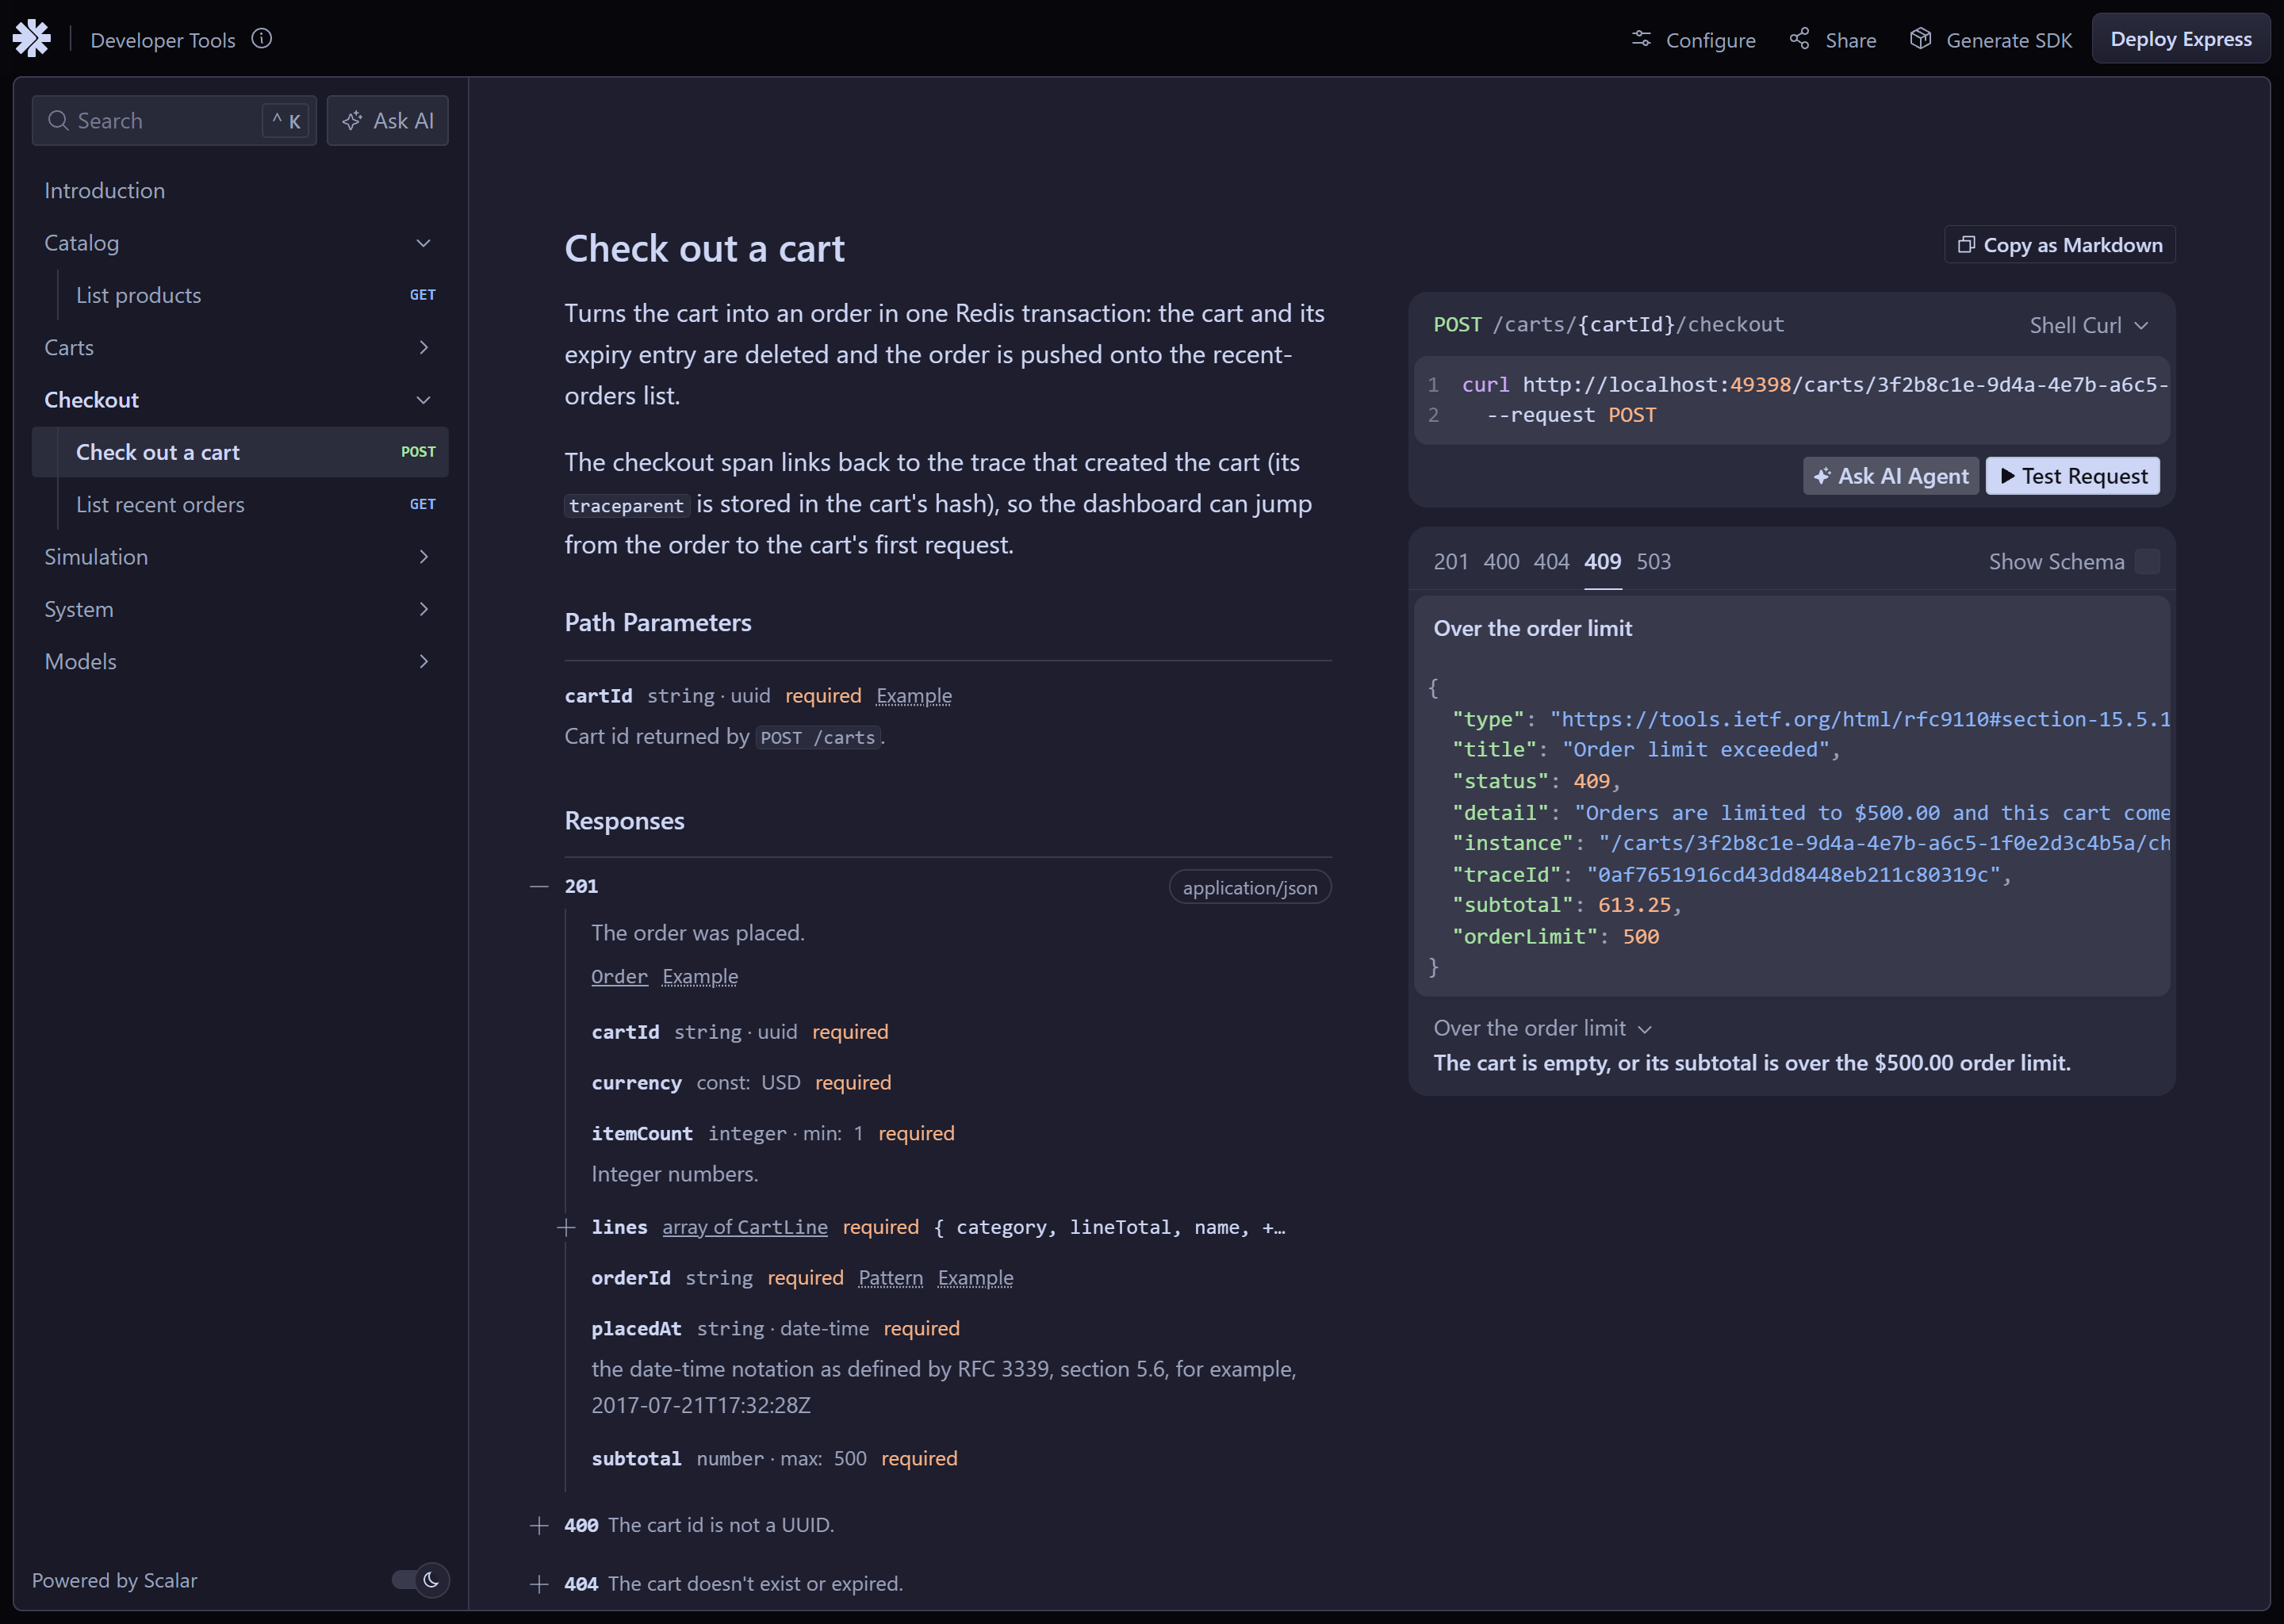 Developer Tools
Configure
Share
Generate SDK
Deploy Express
Search
^ K
Ask AI
Introduction
Catalog
List products GET
Carts
Checkout
Check out a cart POST
List recent orders GET
Simulation
System
Models
Powered by Scalar
Check out a cart
Turns the cart into an order in one Redis transaction: the cart and its
expiry entry are deleted and the order is pushed onto the recent-
orders list.
The checkout span links back to the trace that created the cart (its
traceparent is stored in the cart's hash), so the dashboard can jump
from the order to the cart's first request.
Path Parameters
cartId string · uuid required Example
Cart id returned by POST /carts.
Responses
201 application/json
The order was placed.
Order Example
cartId string · uuid required
currency const: USD required
itemCount integer · min: 1 required
Integer numbers.
lines array of CartLine required { category, lineTotal, name, +…
orderId string required Pattern Example
placedAt string · date-time required
the date-time notation as defined by RFC 3339, section 5.6, for example,
2017-07-21T17:32:28Z
subtotal number · max: 500 required
400 The cart id is not a UUID.
404 The cart doesn't exist or expired.
Copy as Markdown
POST /carts/{cartId}/checkout
Shell Curl
1 curl http://localhost:49398/carts/3f2b8c1e-9d4a-4e7b-a6c5-
2 --request POST
Ask AI Agent
Test Request
201 400 404 409 503
Show Schema
Over the order limit
{
"type": "https://tools.ietf.org/html/rfc9110#section-15.5.1
"title": "Order limit exceeded",
"status": 409,
"detail": "Orders are limited to $500.00 and this cart come
"instance": "/carts/3f2b8c1e-9d4a-4e7b-a6c5-1f0e2d3c4b5a/ch
"traceId": "0af7651916cd43dd8448eb211c80319c",
"subtotal": 613.25,
"orderLimit": 500
}
Over the order limit
The cart is empty, or its subtotal is over the $500.00 order limit.